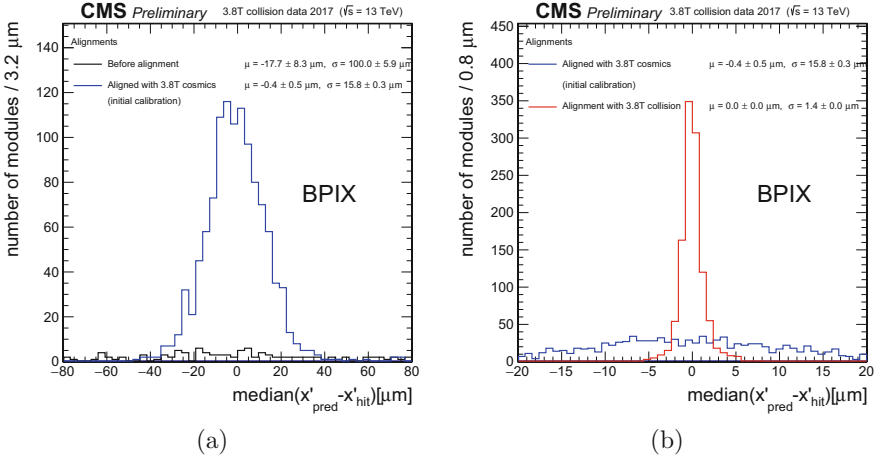 CMS Preliminary 3.8T collision data 2017 (√s = 13 TeV)
number of modules / 3.2 μm
Alignments
Before alignment μ = -17.7 ± 8.3 μm, σ = 100.0 ± 5.9 μm
Aligned with 3.8T cosmics μ = -0.4 ± 0.5 μm, σ = 15.8 ± 0.3 μm
(initial calibration)
BPIX
0 20 40 60 80 100 120 140
−80 −60 −40 −20 0 20 40 60 80
median(x'pred-x'hit)[μm]
(a)
CMS Preliminary 3.8T collision data 2017 (√s = 13 TeV)
number of modules / 0.8 μm
Alignments
Aligned with 3.8T cosmics μ = -0.4 ± 0.5 μm, σ = 15.8 ± 0.3 μm
(initial calibration)
Alignment with 3.8T collision μ = 0.0 ± 0.0 μm, σ = 1.4 ± 0.0 μm
BPIX
0 50 100 150 200 250 300 350 400 450
−20 −15 −10 −5 0 5 10 15 20
median(x'pred-x'hit)[μm]
(b)